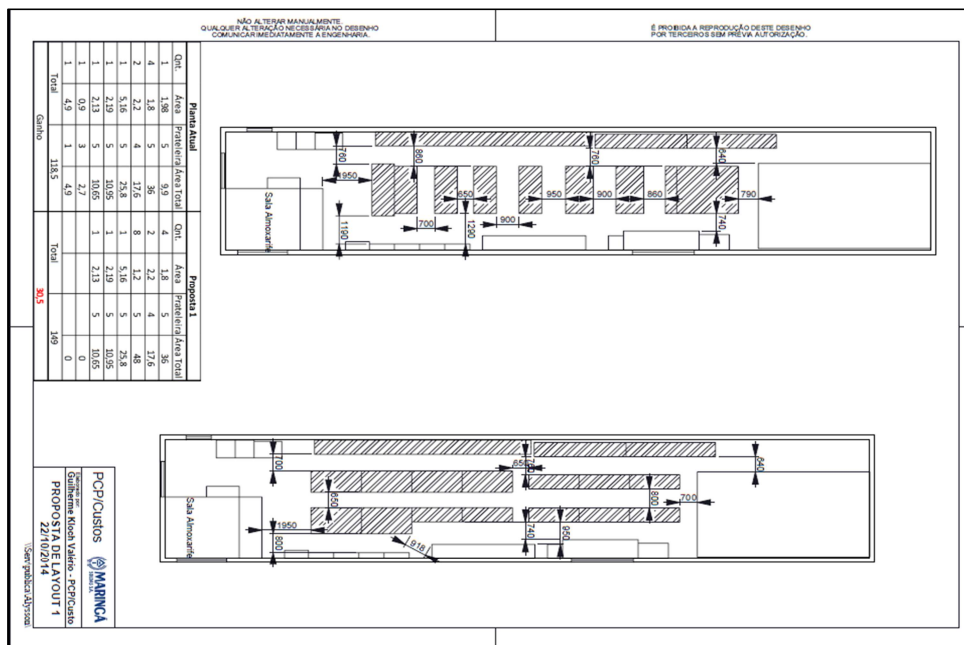 NÃO ALTERAR MANUALMENTE.
QUALQUER ALTERAÇÃO NECESSÁRIA NO DESENHO
COMUNICAR IMEDIATAMENTE A ENGENHARIA.
É PROIBIDA A REPRODUÇÃO DESTE DESENHO
POR TERCEIROS SEM PRÉVIA AUTORIZAÇÃO.
Planta Atual Proposta 1
Qnt. Área Prateleira Área Total Qnt. Área Prateleira Área Total
1 1,98 5 9,9 4 1,8 5 36
4 1,8 5 36 2 2,2 4 17,6
2 2,2 4 17,6 8 1,2 5 48
1 5,16 5 25,8 1 5,16 5 25,8
1 2,19 5 10,95 1 2,19 5 10,95
1 2,13 5 10,65 1 2,13 5 10,65
1 0,9 3 2,7 0
1 4,9 1 4,9 0
Total 118,5 Total 149
Ganho 30,5
760
860
760
640
1950
650
950
900
860
790
700
900
740
1190
1290
Sala Almoxarife
700
650
760
640
650
800
700
1950
740
950
800
918
Sala Almoxarife
PCP/Custos
MARINGÁ
Elaborado por:
Guilherme Kloch Valério - PCP/Custo
PROPOSTA DE LAYOUT 1
22/10/2014